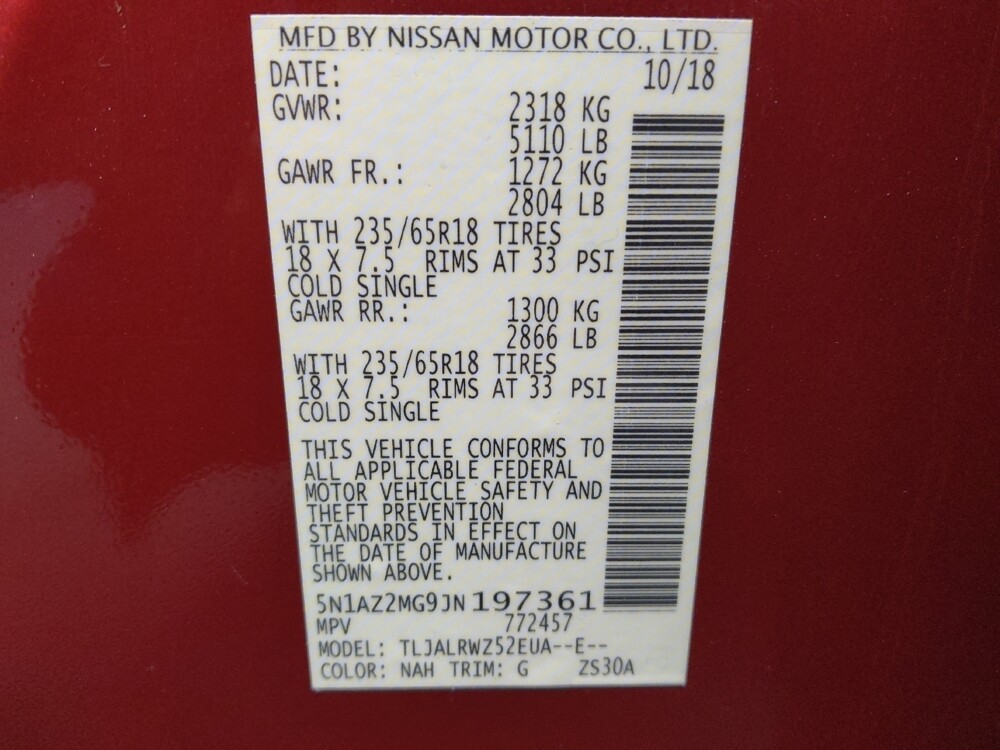 MFD BY NISSAN MOTOR CO., LTD.
DATE: 10/18
GVWR: 2318 KG
5110 LB
GAWR FR.: 1272 KG
2804 LB
WITH 235/65R18 TIRES
18 X 7.5 RIMS AT 33 PSI
COLD SINGLE
GAWR RR.: 1300 KG
2866 LB
WITH 235/65R18 TIRES
18 X 7.5 RIMS AT 33 PSI
COLD SINGLE
THIS VEHICLE CONFORMS TO
ALL APPLICABLE FEDERAL
MOTOR VEHICLE SAFETY AND
THEFT PREVENTION
STANDARDS IN EFFECT ON
THE DATE OF MANUFACTURE
SHOWN ABOVE.
5N1AZ2MG9JN197361
MPV 772457
MODEL: TLJALRWZ52EUA--E--
COLOR: NAH TRIM: G ZS30A